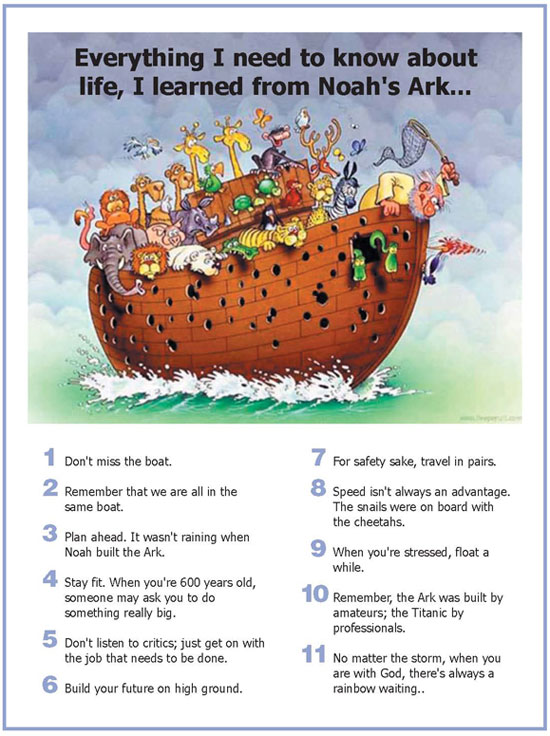 Everything I need to know about
life, I learned from Noah's Ark...
1 Don't miss the boat.
2 Remember that we are all in the
same boat.
3 Plan ahead. It wasn't raining when
Noah built the Ark.
4 Stay fit. When you're 600 years old,
someone may ask you to do
something really big.
5 Don't listen to critics; just get on with
the job that needs to be done.
6 Build your future on high ground.
7 For safety sake, travel in pairs.
8 Speed isn't always an advantage.
The snails were on board with
the cheetahs.
9 When you're stressed, float a
while.
10 Remember, the Ark was built by
amateurs; the Titanic by
professionals.
11 No matter the storm, when you
are with God, there's always a
rainbow waiting..